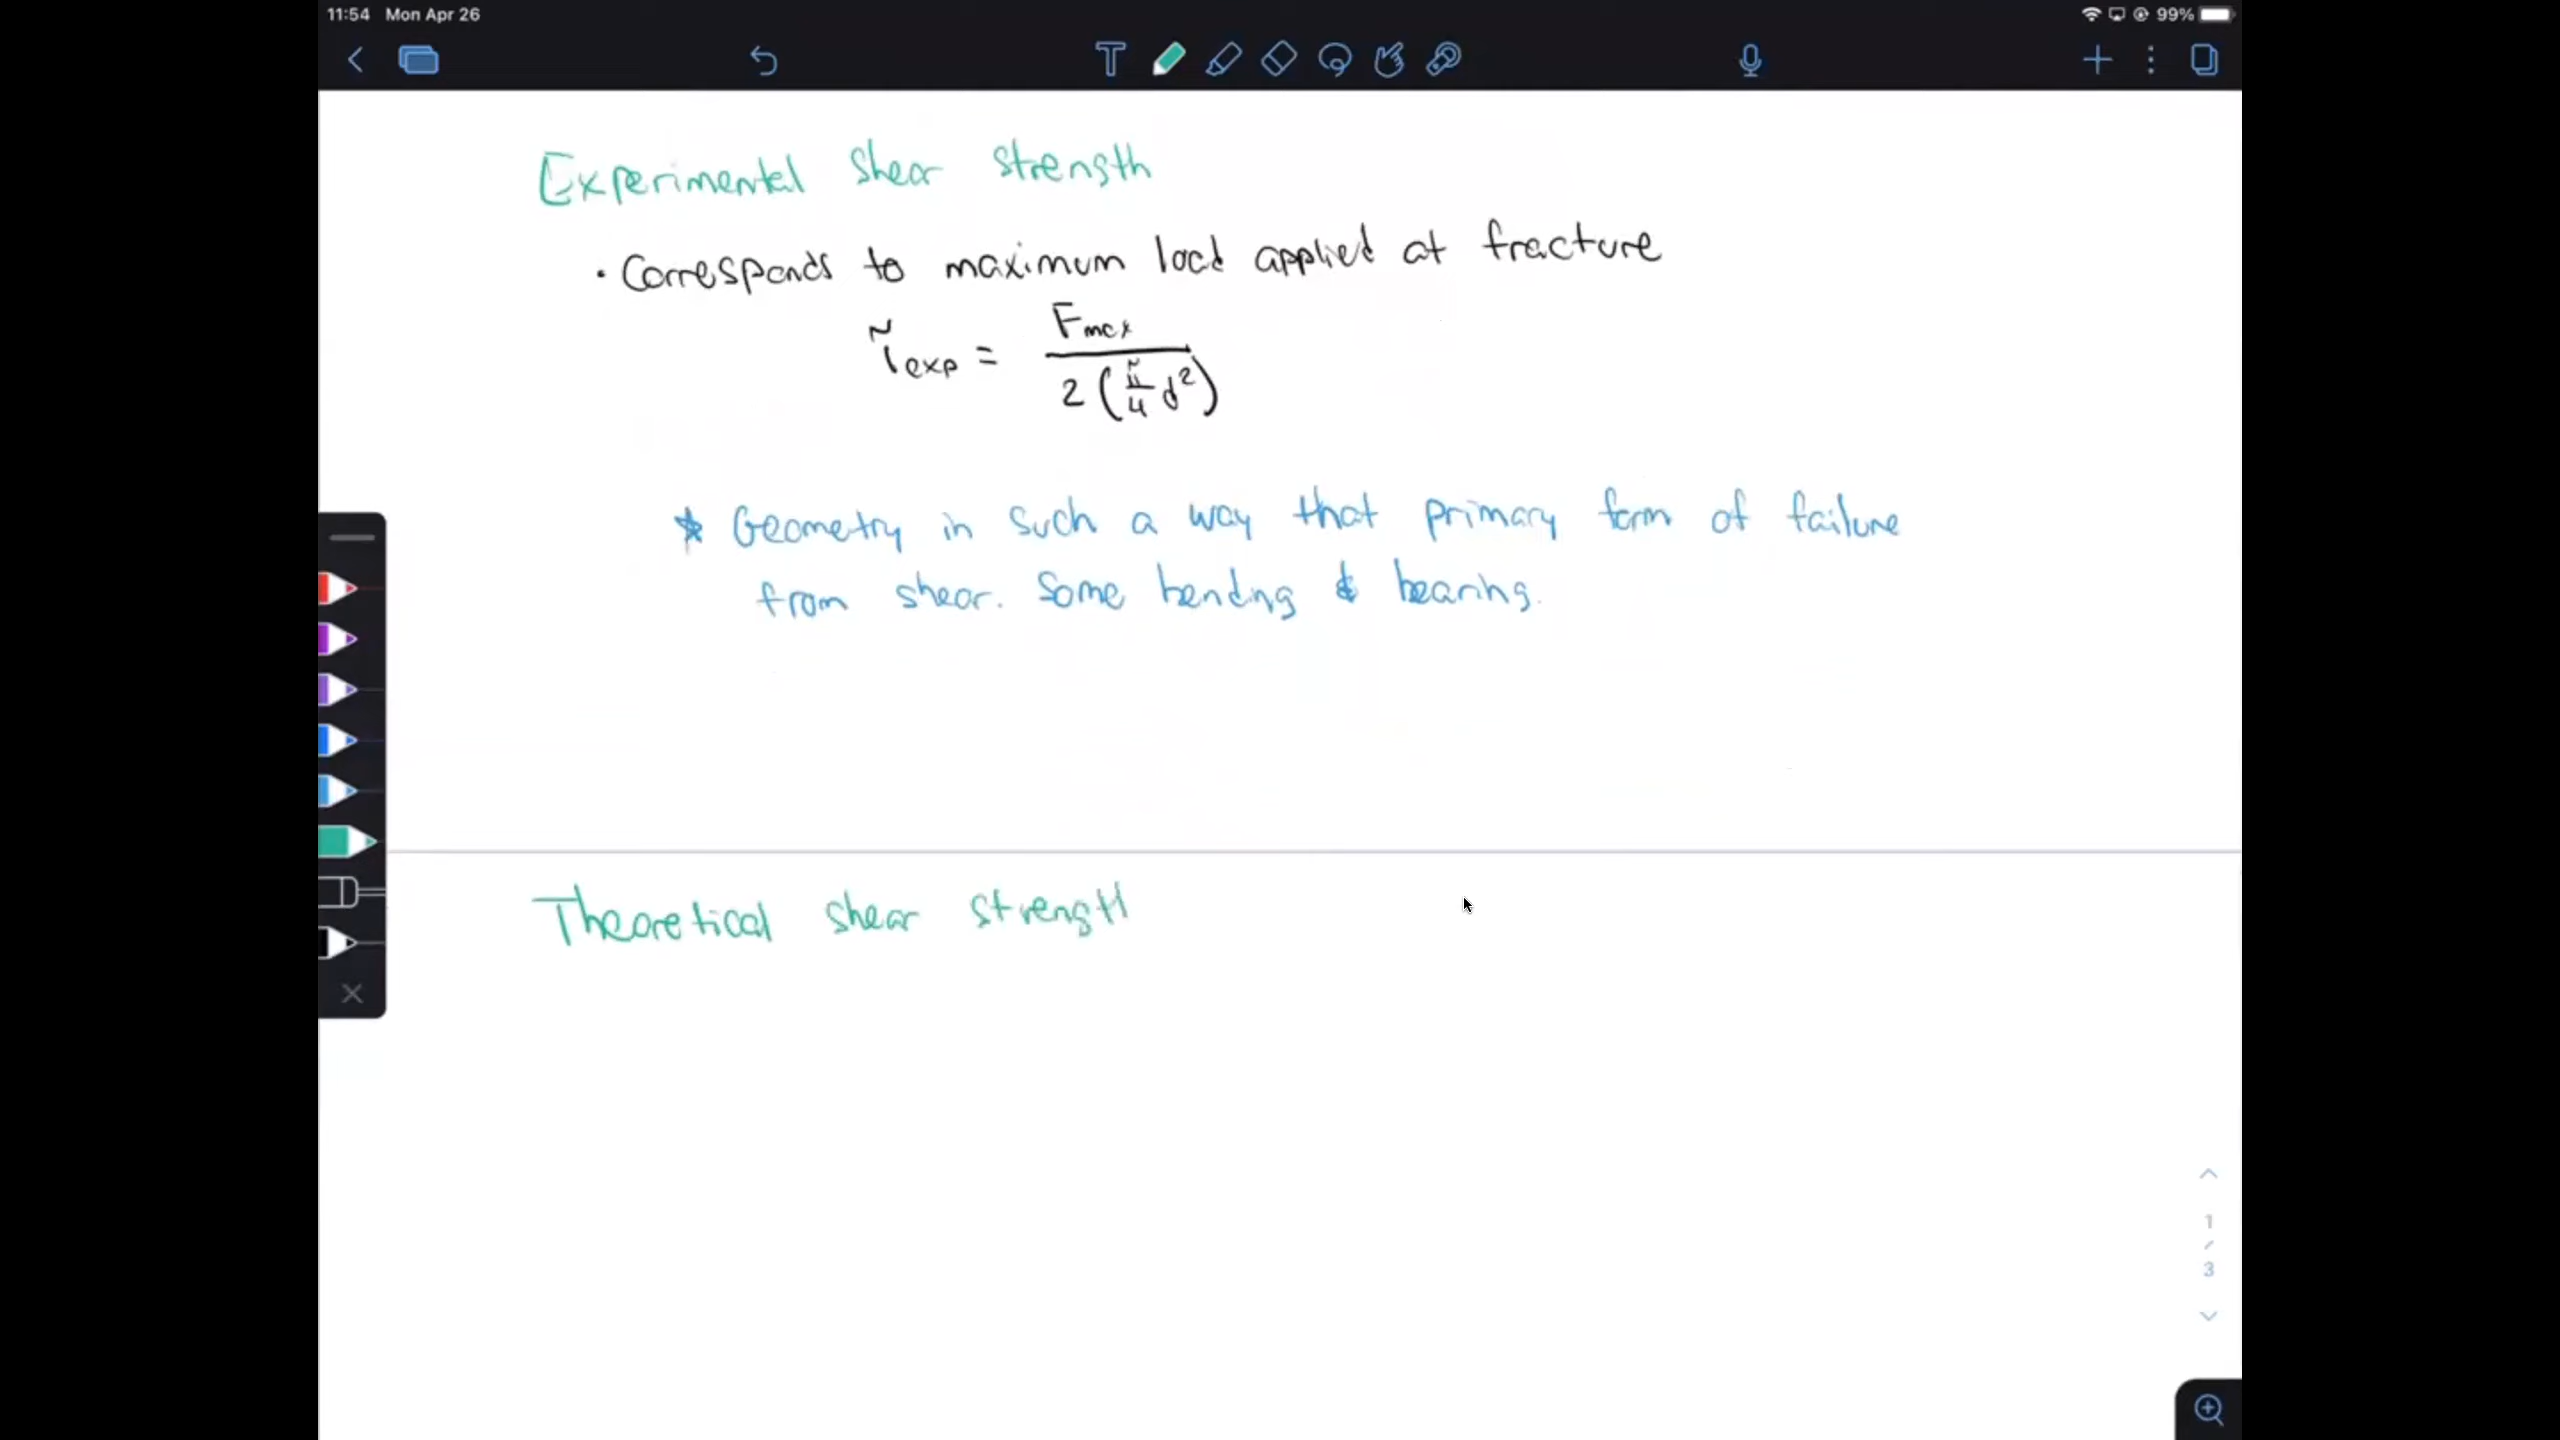 11:54 Mon Apr 26
99%
Experimental shear strength
• Corresponds to maximum load applied at fracture
τexp = Fmax / 2 (π/4 d²)
* Geometry in such a way that primary form of failure
from shear. Some bending & bearing.
Theoretical shear strength
1
/
3